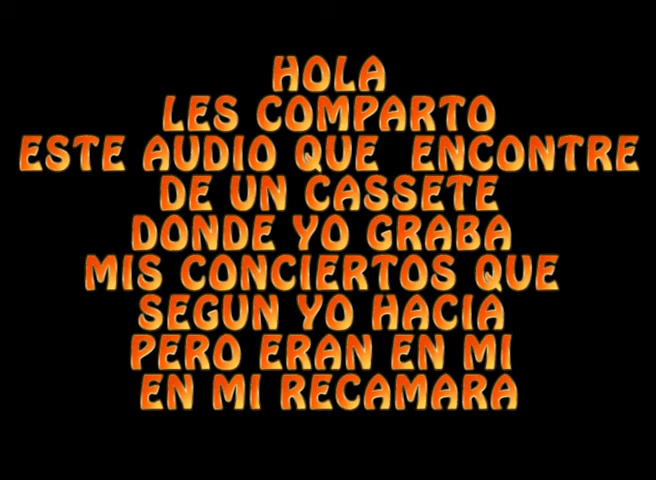 HOLA
LES COMPARTO
ESTE AUDIO QUE ENCONTRE
DE UN CASSETE
DONDE YO GRABA
MIS CONCIERTOS QUE
SEGUN YO HACIA
PERO ERAN EN MI
EN MI RECAMARA